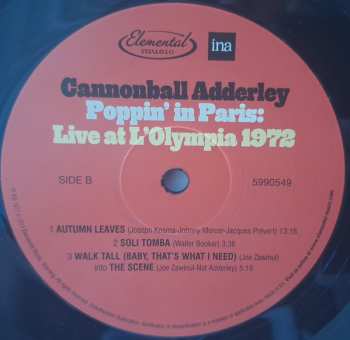 Elemental
music
ina
Cannonball Adderley
Poppin' in Paris:
Live at L'Olympia 1972
SIDE B
5990549
1 AUTUMN LEAVES (Joseph Kosma-Johnny Mercer-Jacques Prévert) 13:16
2 SOLI TOMBA (Walter Booker) 3:36
3 WALK TALL (BABY, THAT'S WHAT I NEED) (Joe Zawinul)
into THE SCENE (Joe Zawinul-Nat Adderley) 5:18